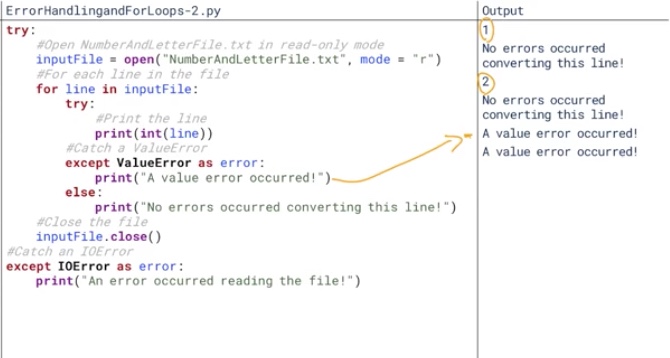 ErrorHandlingandForLoops-2.py
try:
#Open NumberAndLetterFile.txt in read-only mode
inputFile = open("NumberAndLetterFile.txt", mode = "r")
#For each line in the file
for line in inputFile:
try:
#Print the line
print(int(line))
#Catch a ValueError
except ValueError as error:
print("A value error occurred!")
else:
print("No errors occurred converting this line!")
#Close the file
inputFile.close()
#Catch an IOError
except IOError as error:
print("An error occurred reading the file!")
Output
1
No errors occurred
converting this line!
2
No errors occurred
converting this line!
A value error occurred!
A value error occurred!